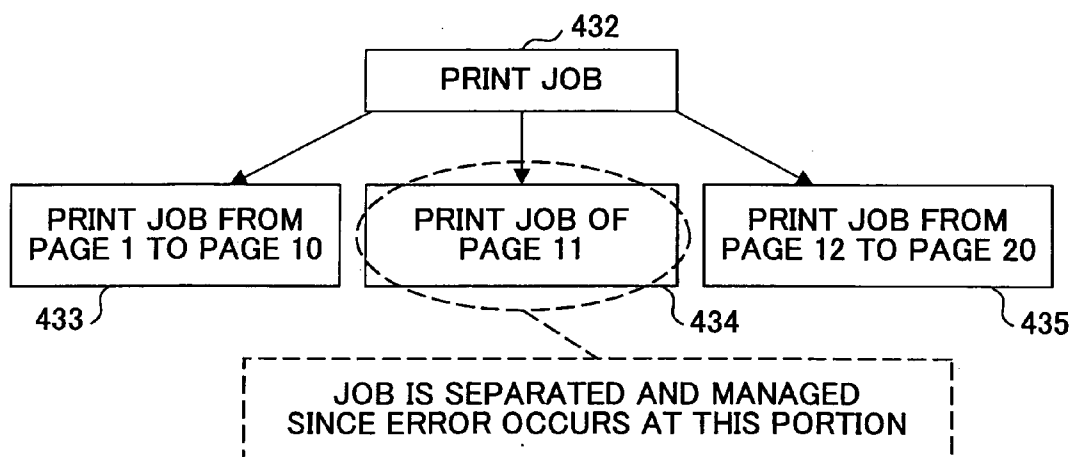 432
PRINT JOB
PRINT JOB FROM
PAGE 1 TO PAGE 10
PRINT JOB OF
PAGE 11
PRINT JOB FROM
PAGE 12 TO PAGE 20
433
434
435
JOB IS SEPARATED AND MANAGED
SINCE ERROR OCCURS AT THIS PORTION